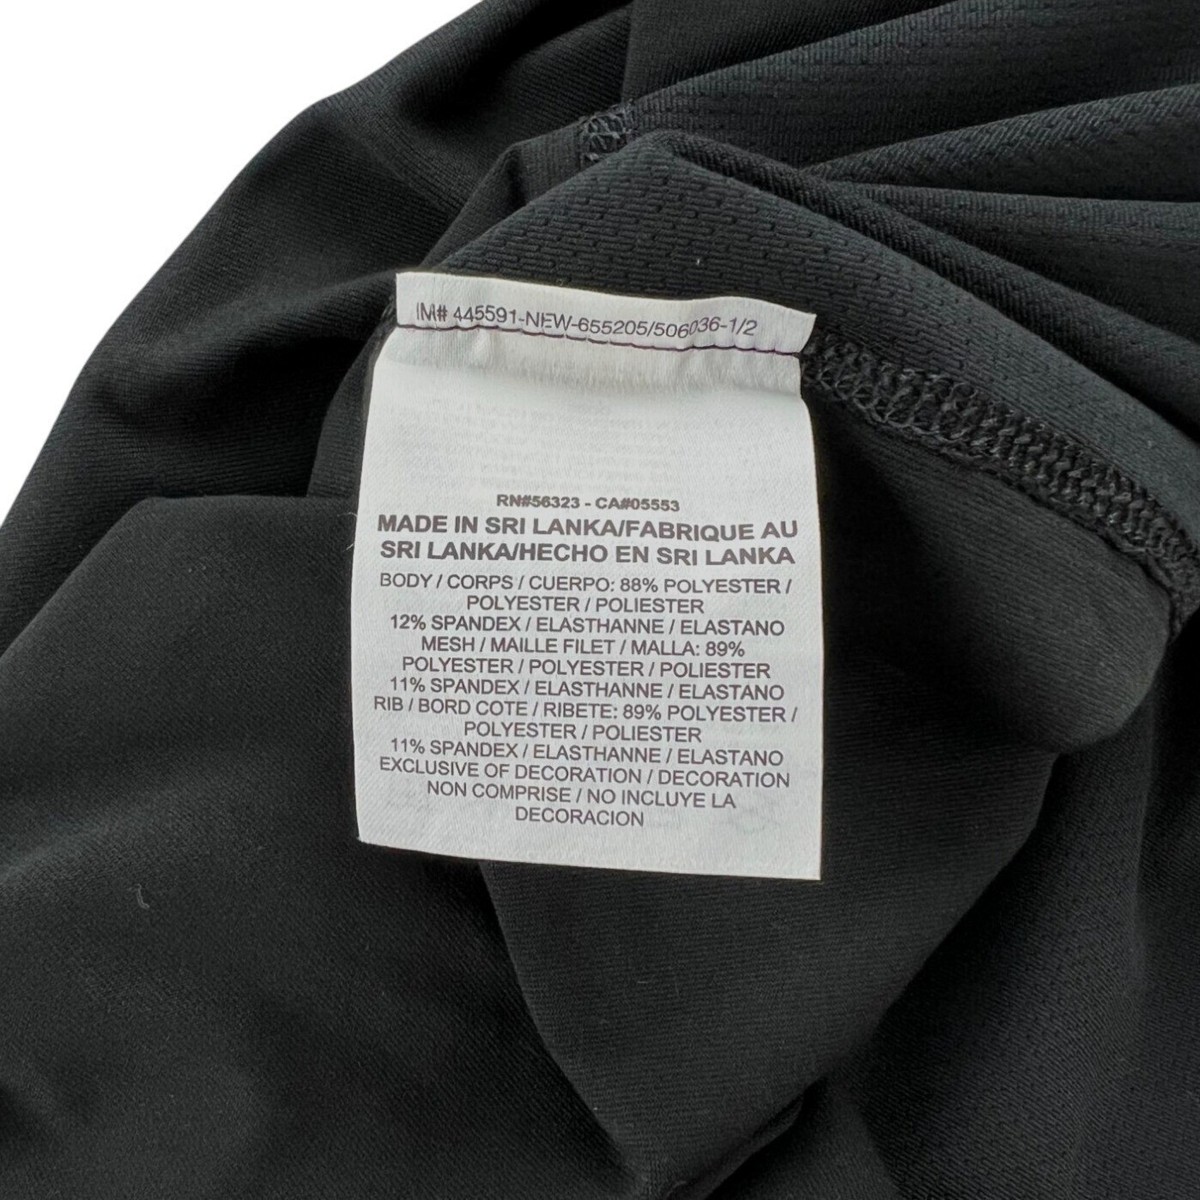 IM# 445591-NEW-655205/506036-1/2
RN#56323 - CA#05553
MADE IN SRI LANKA/FABRIQUE AU
SRI LANKA/HECHO EN SRI LANKA
BODY / CORPS / CUERPO: 88% POLYESTER /
POLYESTER / POLIESTER
12% SPANDEX / ELASTHANNE / ELASTANO
MESH / MAILLE FILET / MALLA: 89%
POLYESTER / POLYESTER / POLIESTER
11% SPANDEX / ELASTHANNE / ELASTANO
RIB / BORD COTE / RIBETE: 89% POLYESTER /
POLYESTER / POLIESTER
11% SPANDEX / ELASTHANNE / ELASTANO
EXCLUSIVE OF DECORATION / DECORATION
NON COMPRISE / NO INCLUYE LA
DECORACION